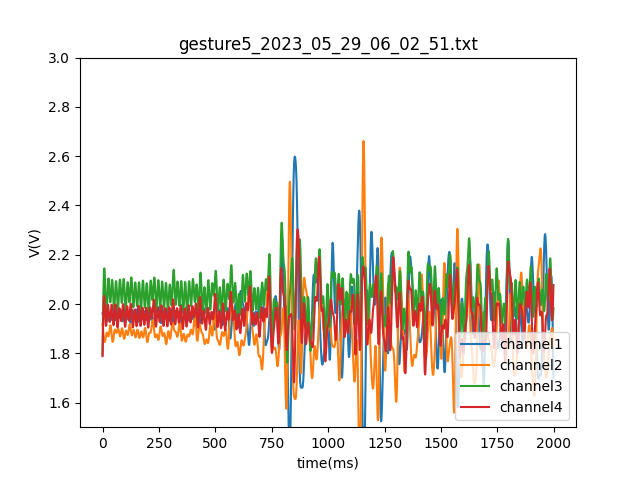 gesture5_2023_05_29_06_02_51.txt
3.0
2.8
2.6
2.4
2.2
2.0
1.8
1.6
V(V)
channel1
channel2
channel3
channel4
0 250 500 750 1000 1250 1500 1750 2000
time(ms)